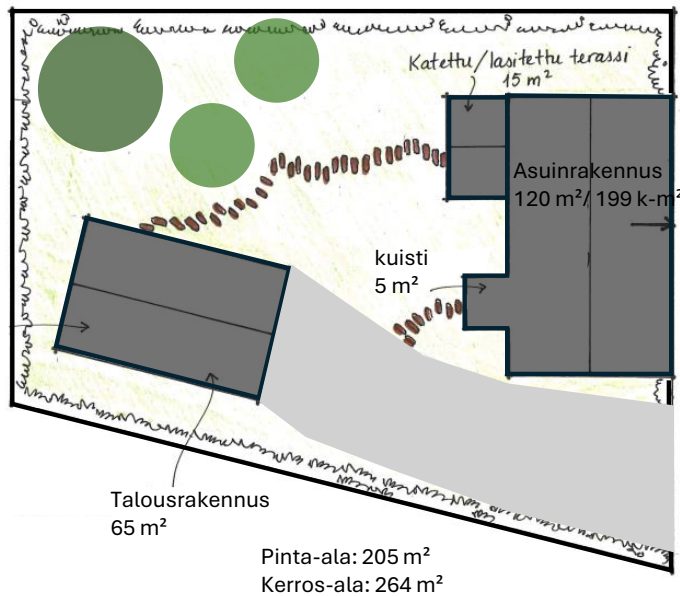 Katettu/lasitettu terassi
15 m²
Asuinrakennus
120 m²/ 199 k-m²
kuisti
5 m²
Talousrakennus
65 m²
Pinta-ala: 205 m²
Kerros-ala: 264 m²